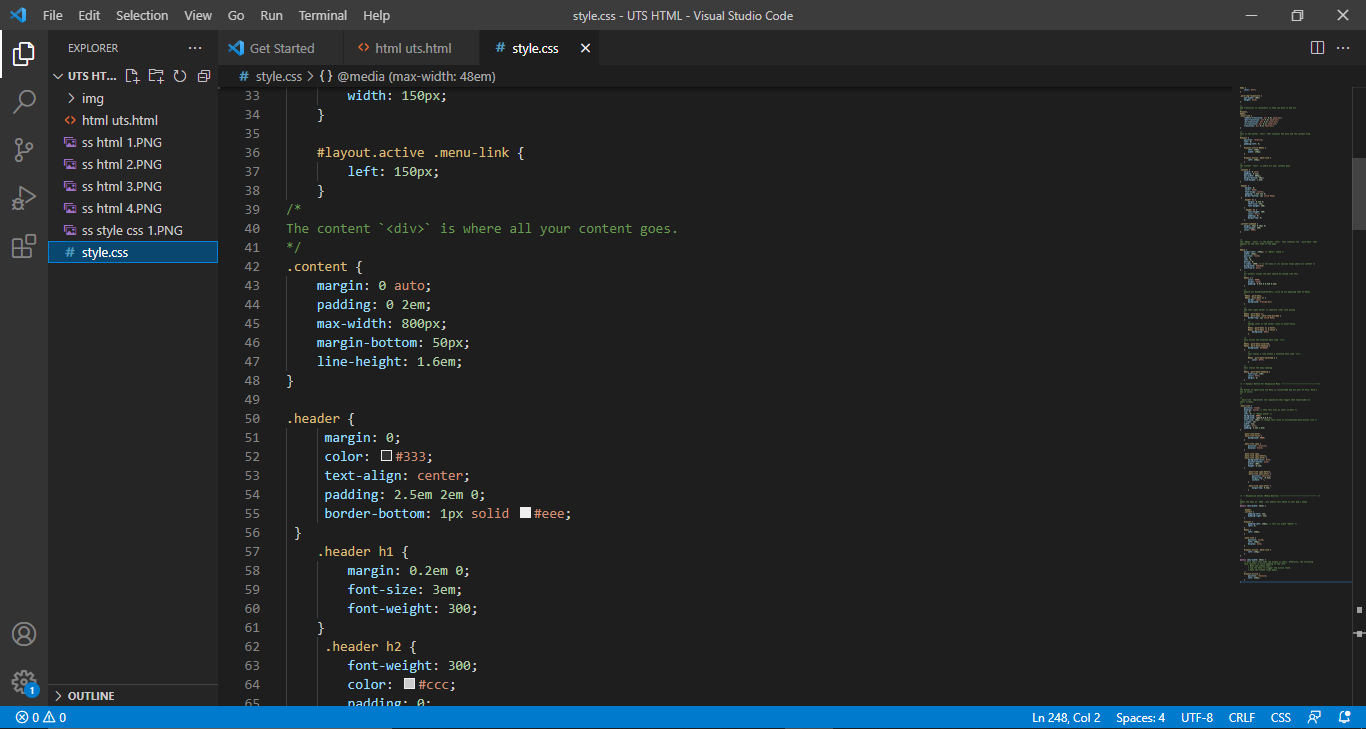 File Edit Selection View Go Run Terminal Help style.css - UTS HTML - Visual Studio Code
EXPLORER
UTS HT...
img
html uts.html
ss html 1.PNG
ss html 2.PNG
ss html 3.PNG
ss html 4.PNG
ss style css 1.PNG
style.css
OUTLINE
Get Started html uts.html style.css
style.css > {} @media (max-width: 48em)
33 width: 150px;
34 }
35
36 #layout.active .menu-link {
37 left: 150px;
38 }
39 /*
40 The content `<div>` is where all your content goes.
41 */
42 .content {
43 margin: 0 auto;
44 padding: 0 2em;
45 max-width: 800px;
46 margin-bottom: 50px;
47 line-height: 1.6em;
48 }
49
50 .header {
51 margin: 0;
52 color: #333;
53 text-align: center;
54 padding: 2.5em 2em 0;
55 border-bottom: 1px solid #eee;
56 }
57 .header h1 {
58 margin: 0.2em 0;
59 font-size: 3em;
60 font-weight: 300;
61 }
62 .header h2 {
63 font-weight: 300;
64 color: #ccc;
65 padding: 0;
1
0 0 Ln 248, Col 2 Spaces: 4 UTF-8 CRLF CSS